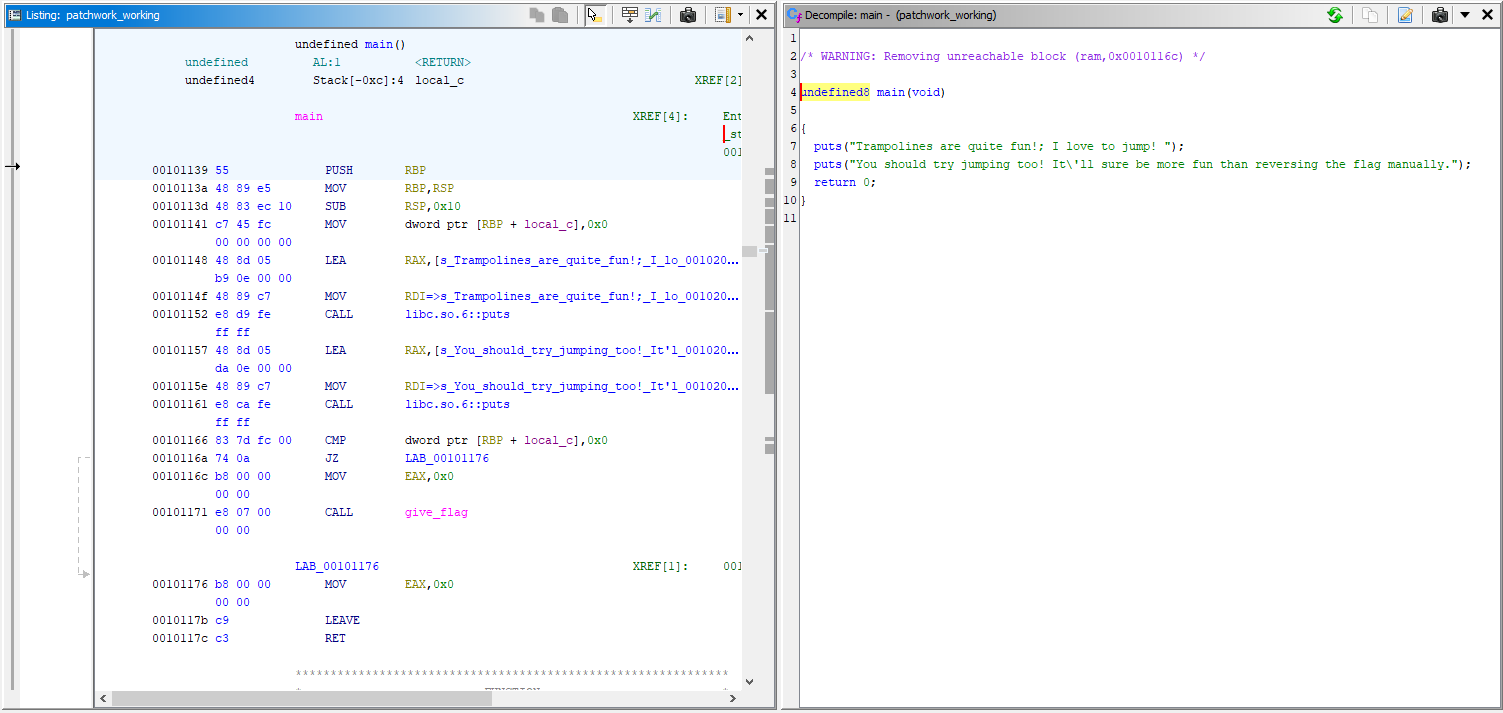 Listing: patchwork_working
undefined main()
undefined AL:1 <RETURN>
undefined4 Stack[-0xc]:4 local_c XREF[2]
main XREF[4]: Ent
_st
001
00101139 55 PUSH RBP
0010113a 48 89 e5 MOV RBP,RSP
0010113d 48 83 ec 10 SUB RSP,0x10
00101141 c7 45 fc MOV dword ptr [RBP + local_c],0x0
00 00 00 00
00101148 48 8d 05 LEA RAX,[s_Trampolines_are_quite_fun!;_I_lo_001020...
b9 0e 00 00
0010114f 48 89 c7 MOV RDI=>s_Trampolines_are_quite_fun!;_I_lo_001020...
00101152 e8 d9 fe CALL libc.so.6::puts
ff ff
00101157 48 8d 05 LEA RAX,[s_You_should_try_jumping_too!_It'l_001020...
da 0e 00 00
0010115e 48 89 c7 MOV RDI=>s_You_should_try_jumping_too!_It'l_001020...
00101161 e8 ca fe CALL libc.so.6::puts
ff ff
00101166 83 7d fc 00 CMP dword ptr [RBP + local_c],0x0
0010116a 74 0a JZ LAB_00101176
0010116c b8 00 00 MOV EAX,0x0
00 00
00101171 e8 07 00 CALL give_flag
00 00
LAB_00101176 XREF[1]: 001
00101176 b8 00 00 MOV EAX,0x0
00 00
0010117b c9 LEAVE
0010117c c3 RET
**************************************************************
Decompile: main - (patchwork_working)
1
2 /* WARNING: Removing unreachable block (ram,0x0010116c) */
3
4 undefined8 main(void)
5
6 {
7 puts("Trampolines are quite fun!; I love to jump! ");
8 puts("You should try jumping too! It\'ll sure be more fun than reversing the flag manually.");
9 return 0;
10 }
11